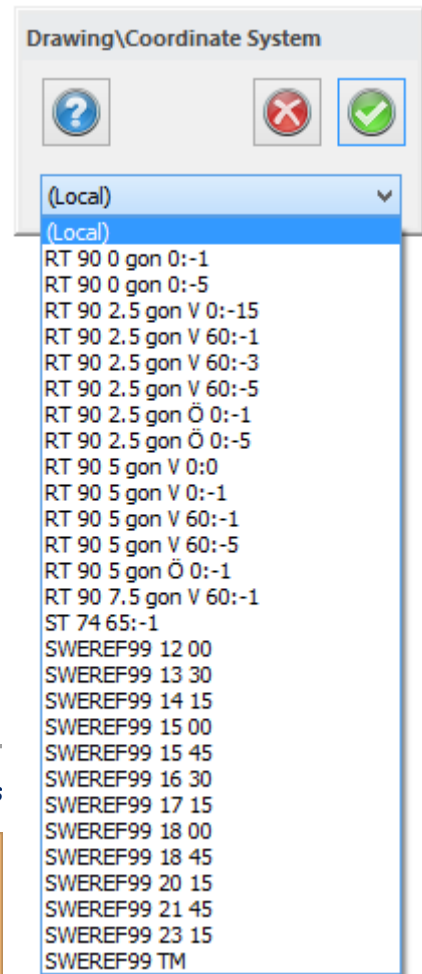 Drawing\Coordinate System
?
(Local)
(Local)
RT 90 0 gon 0:-1
RT 90 0 gon 0:-5
RT 90 2.5 gon V 0:-15
RT 90 2.5 gon V 60:-1
RT 90 2.5 gon V 60:-3
RT 90 2.5 gon V 60:-5
RT 90 2.5 gon Ö 0:-1
RT 90 2.5 gon Ö 0:-5
RT 90 5 gon V 0:0
RT 90 5 gon V 0:-1
RT 90 5 gon V 60:-1
RT 90 5 gon V 60:-5
RT 90 5 gon Ö 0:-1
RT 90 7.5 gon V 60:-1
ST 74 65:-1
SWEREF99 12 00
SWEREF99 13 30
SWEREF99 14 15
SWEREF99 15 00
SWEREF99 15 45
SWEREF99 16 30
SWEREF99 17 15
SWEREF99 18 00
SWEREF99 18 45
SWEREF99 20 15
SWEREF99 21 45
SWEREF99 23 15
SWEREF99 TM